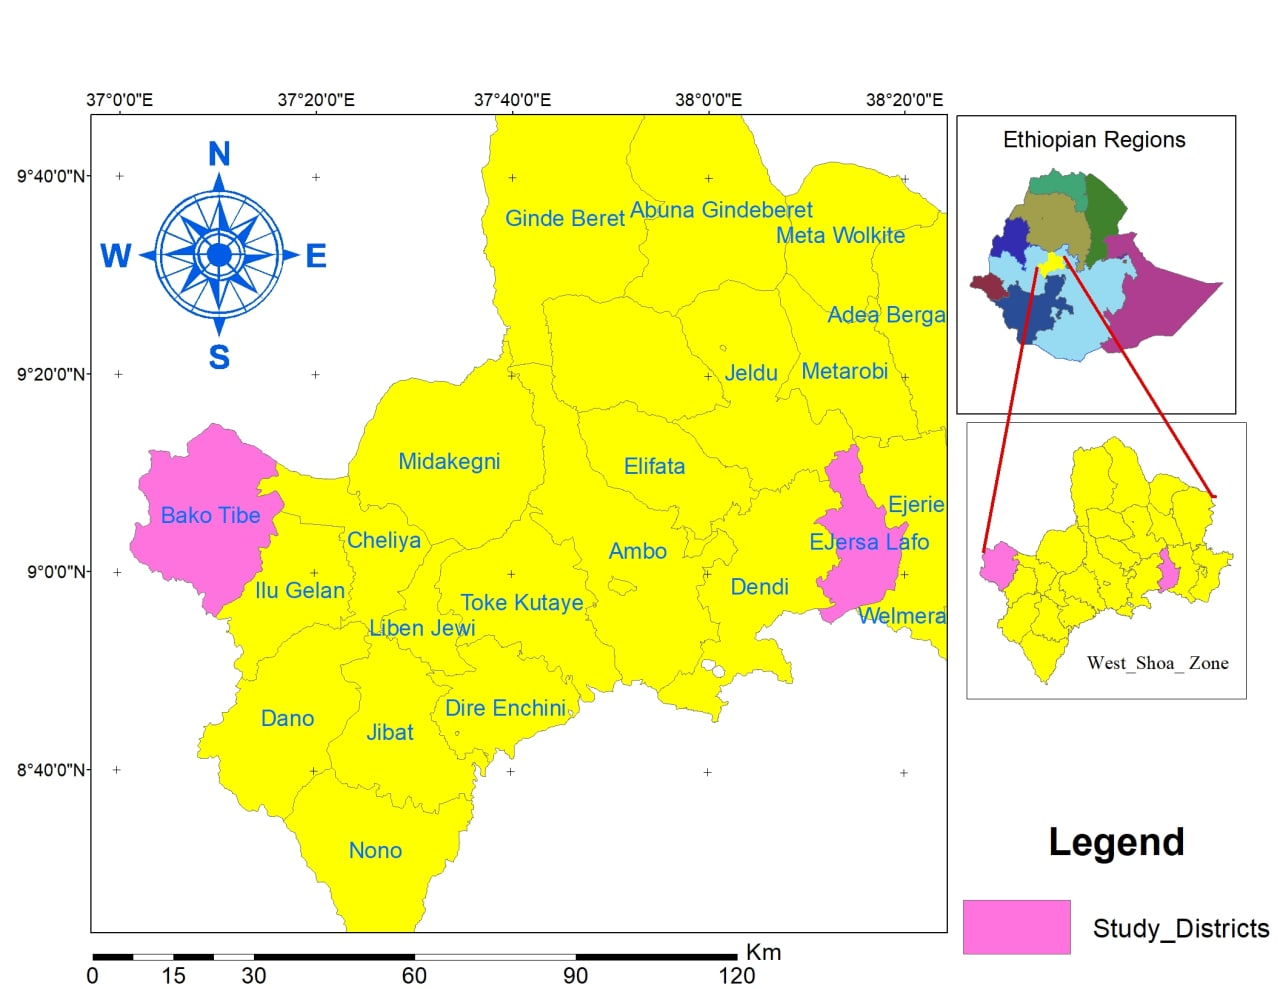 37°0'0"E
37°20'0"E
37°40'0"E
38°0'0"E
38°20'0"E
9°40'0"N
9°20'0"N
9°0'0"N
8°40'0"N
N
W
E
S
Ginde Beret
Abuna Gindeberet
Meta Wolkite
Adea Berga
Jeldu
Metarobi
Midakegni
Elifata
Ejerie
Bako Tibe
Cheliya
Ambo
EJersa Lafo
Ilu Gelan
Toke Kutaye
Dendi
Liben Jewi
Welmera
Dano
Jibat
Dire Enchini
Nono
Km
0
15
30
60
90
120
Ethiopian Regions
West_Shoa_ Zone
Legend
Study_Districts